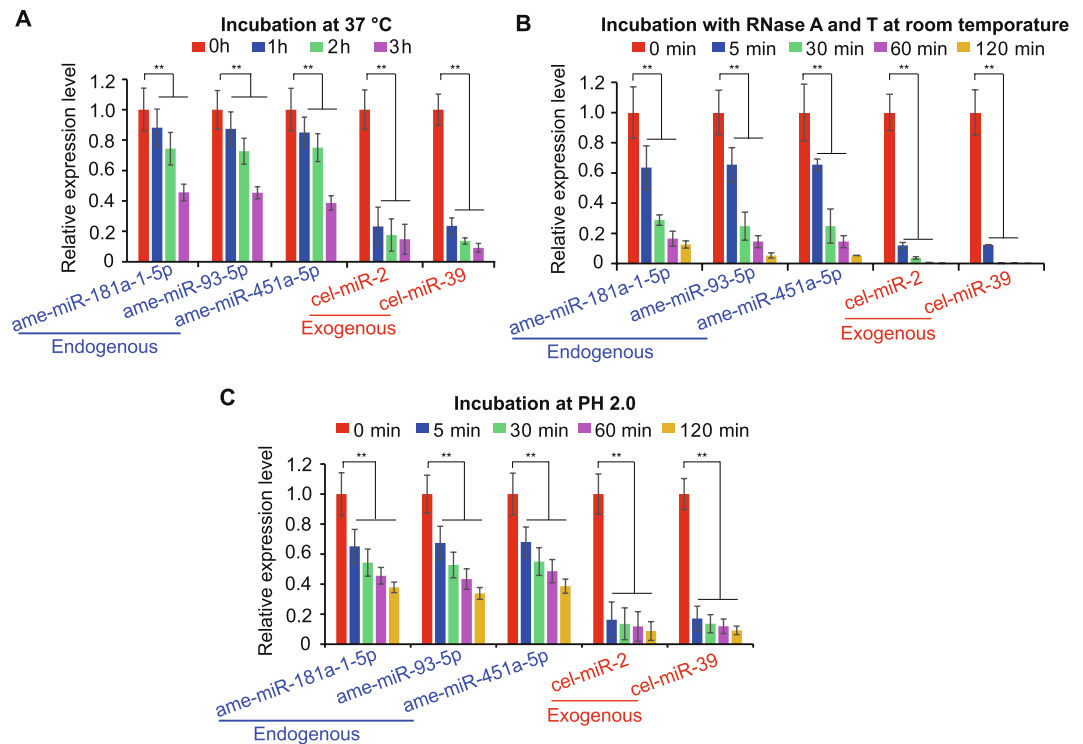 A
Incubation at 37 °C
0h 1h 2h 3h
** ** ** ** **
Relative expression level
1.2
1.0
0.8
0.6
0.4
0.2
0
ame-miR-181a-1-5p
ame-miR-93-5p
ame-miR-451a-5p
cel-miR-2
cel-miR-39
Endogenous
Exogenous
B
Incubation with RNase A and T at room temporature
0 min 5 min 30 min 60 min 120 min
** ** ** ** **
Relative expression level
1.2
1.0
0.8
0.6
0.4
0.2
0
ame-miR-181a-1-5p
ame-miR-93-5p
ame-miR-451a-5p
cel-miR-2
cel-miR-39
Endogenous
Exogenous
C
Incubation at PH 2.0
0 min 5 min 30 min 60 min 120 min
** ** ** ** **
Relative expression level
1.2
1.0
0.8
0.6
0.4
0.2
0
ame-miR-181a-1-5p
ame-miR-93-5p
ame-miR-451a-5p
cel-miR-2
cel-miR-39
Endogenous
Exogenous